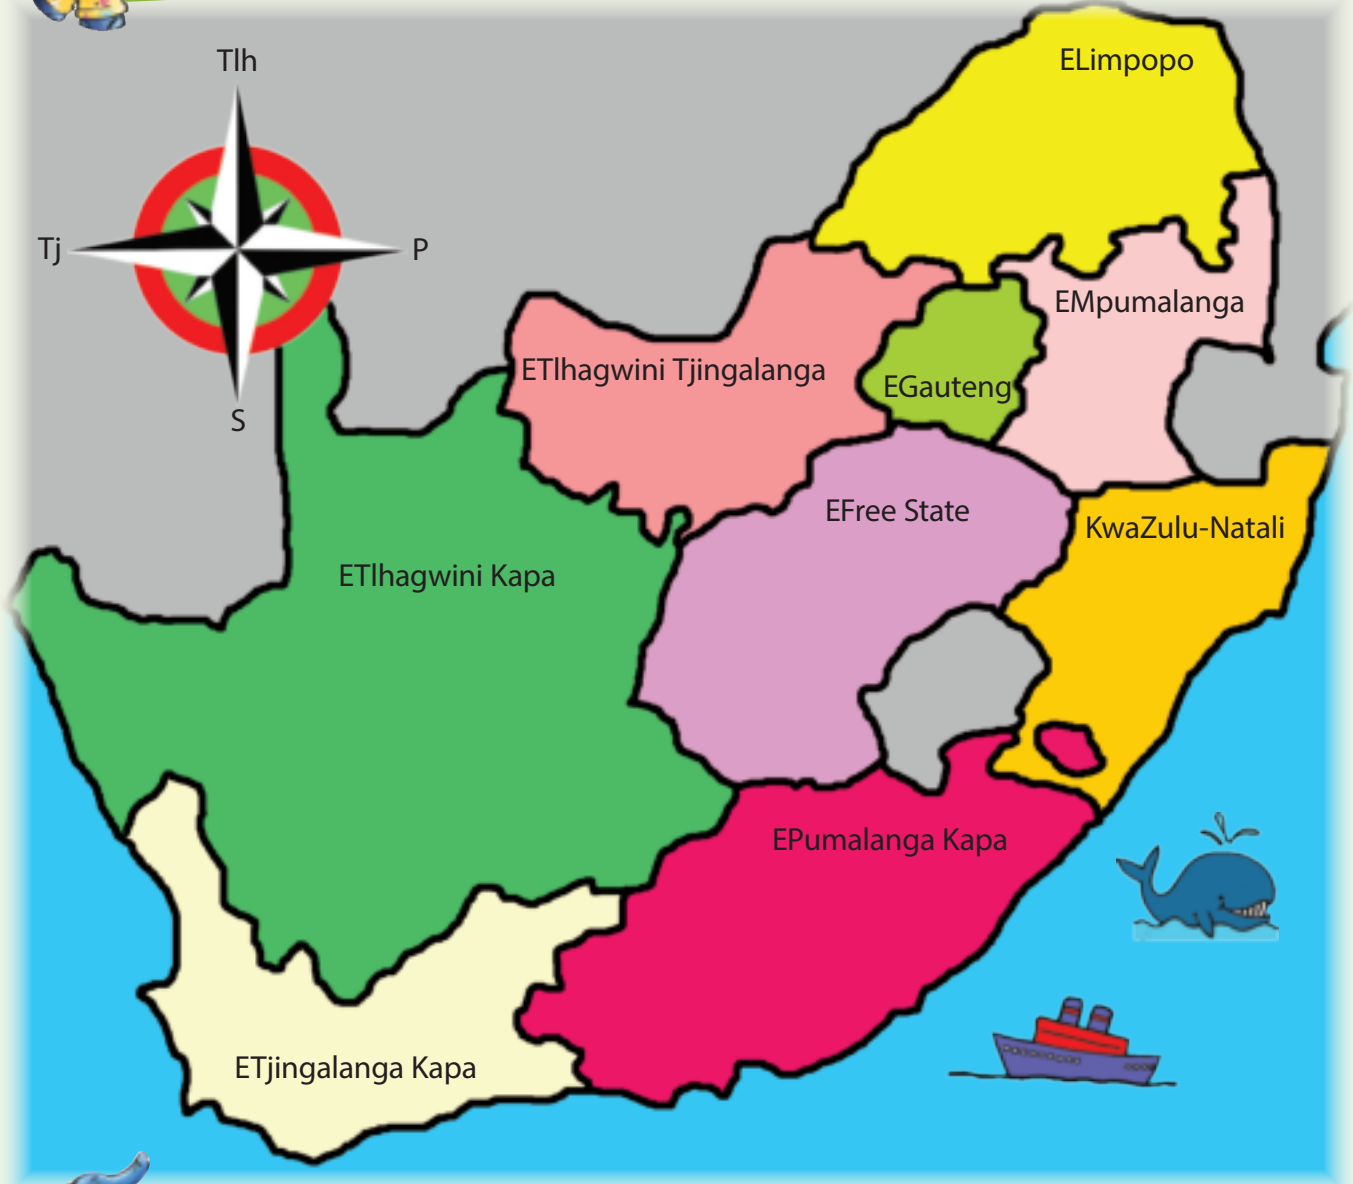 Tlh
ELimpopo
Tj
P
EMpumalanga
ETlhagwini Tjingalanga
EGauteng
S
EFree State
KwaZulu-Natali
ETlhagwini Kapa
EPumalanga Kapa
ETjingalanga Kapa